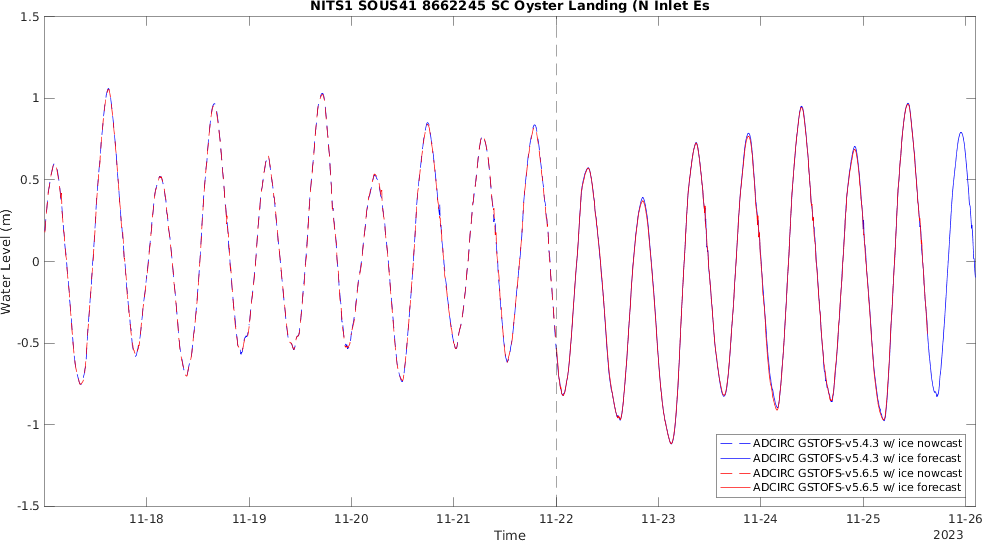 NITS1 SOUS41 8662245 SC Oyster Landing (N Inlet Es
1.5
1
0.5
0
-0.5
-1
-1.5
Water Level (m)
11-18
11-19
11-20
11-21
11-22
11-23
11-24
11-25
11-26
Time
2023
ADCIRC GSTOFS-v5.4.3 w/ ice nowcast
ADCIRC GSTOFS-v5.4.3 w/ ice forecast
ADCIRC GSTOFS-v5.6.5 w/ ice nowcast
ADCIRC GSTOFS-v5.6.5 w/ ice forecast